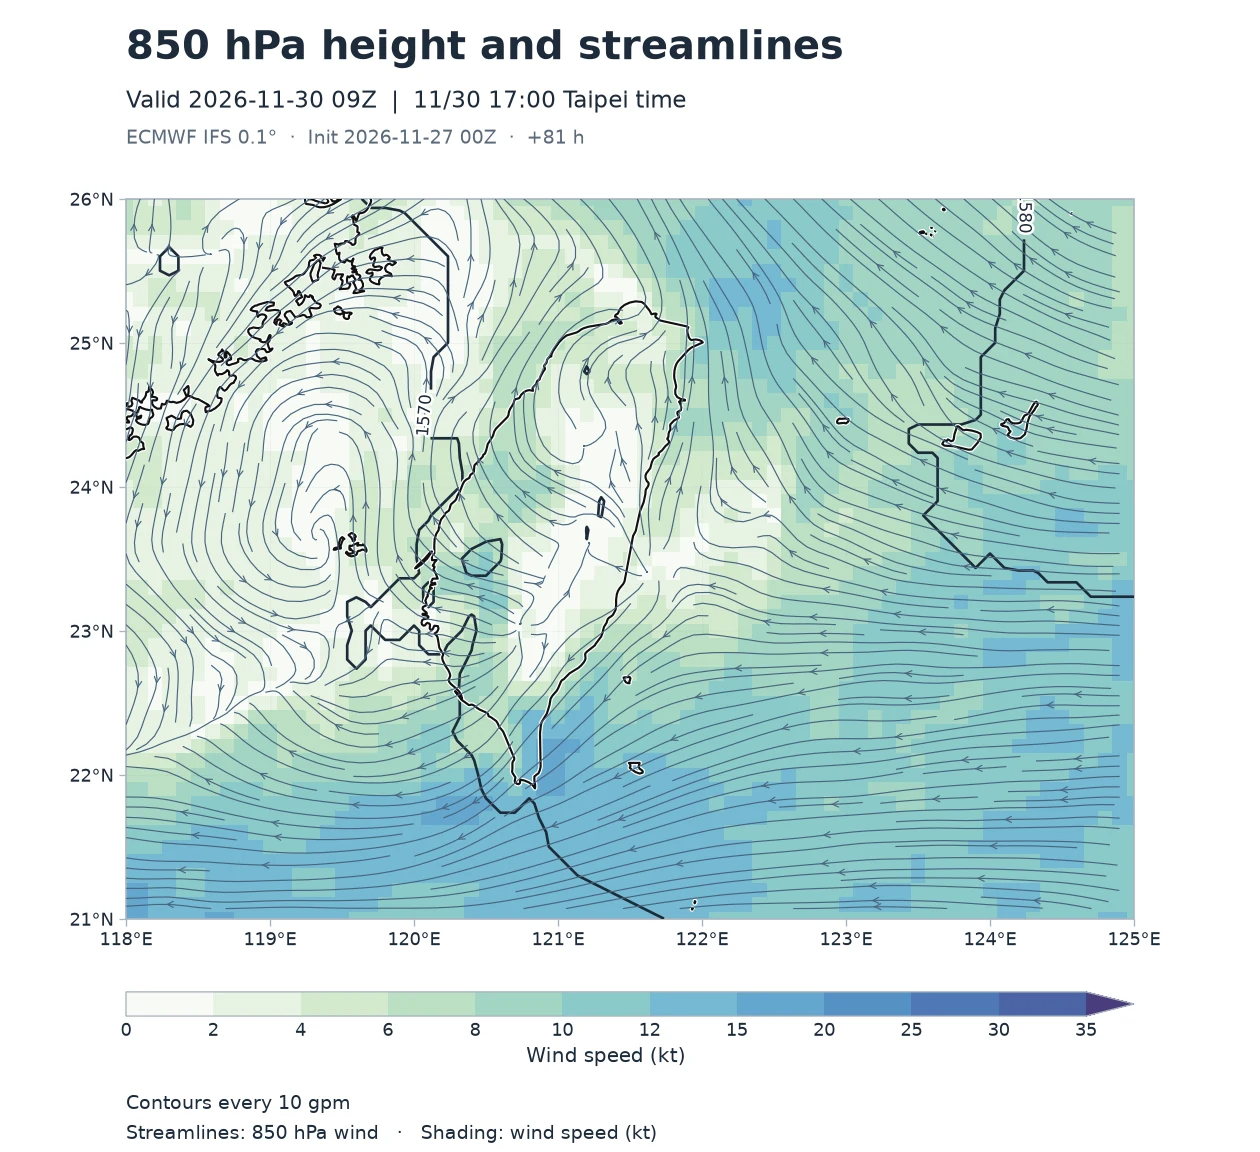 850 hPa height and streamlines
Valid 2026-11-30 09Z | 11/30 17:00 Taipei time
ECMWF IFS 0.1° · Init 2026-11-27 00Z · +81 h
26°N
25°N
24°N
23°N
22°N
21°N
1570
580
118°E 119°E 120°E 121°E 122°E 123°E 124°E 125°E
0 2 4 6 8 10 12 15 20 25 30 35
Wind speed (kt)
Contours every 10 gpm
Streamlines: 850 hPa wind · Shading: wind speed (kt)